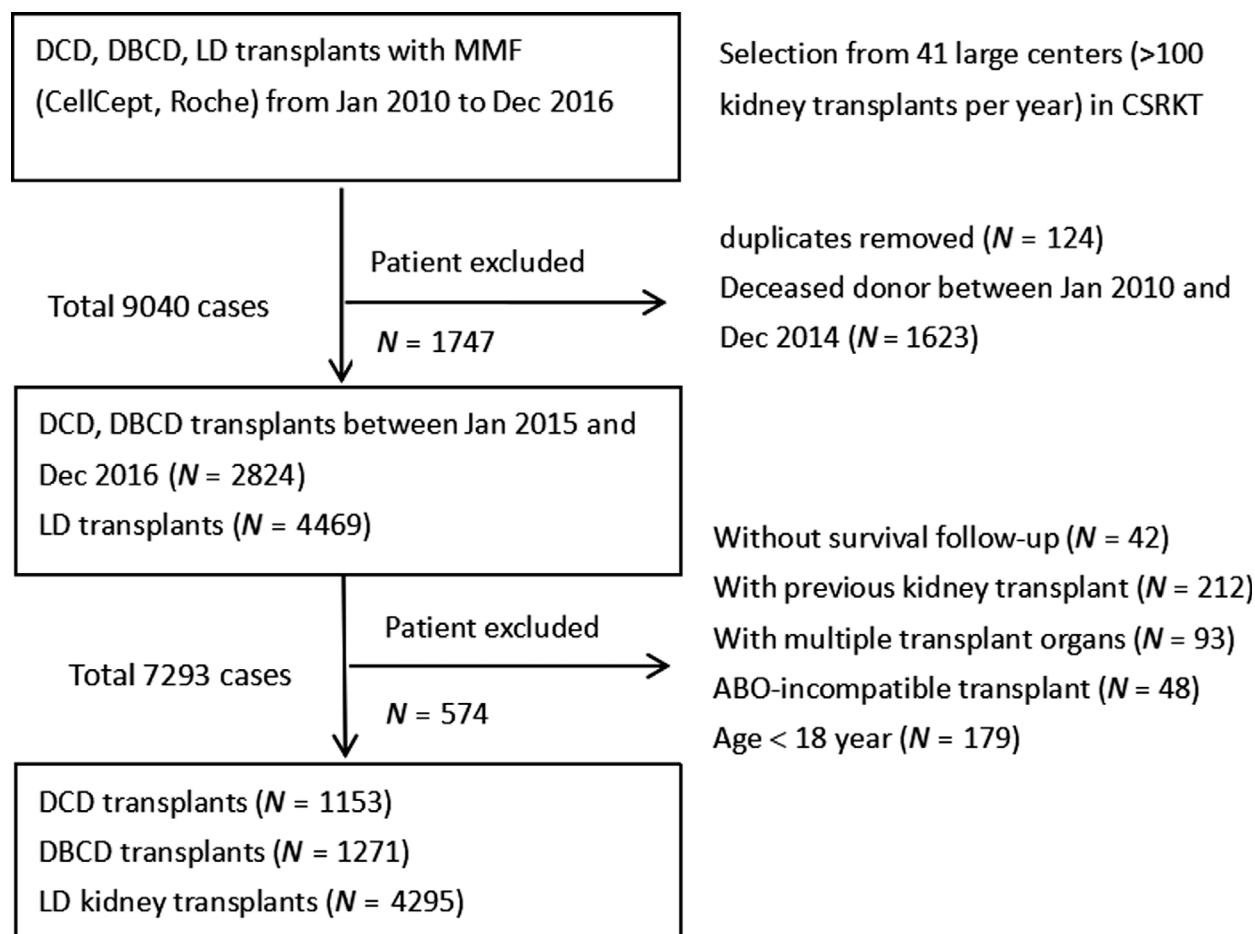 DCD, DBCD, LD transplants with MMF
(CellCept, Roche) from Jan 2010 to Dec 2016
Selection from 41 large centers (>100
kidney transplants per year) in CSRKT
Total 9040 cases
Patient excluded
N = 1747
duplicates removed (N = 124)
Deceased donor between Jan 2010 and
Dec 2014 (N = 1623)
DCD, DBCD transplants between Jan 2015 and
Dec 2016 (N = 2824)
LD transplants (N = 4469)
Total 7293 cases
Patient excluded
N = 574
Without survival follow-up (N = 42)
With previous kidney transplant (N = 212)
With multiple transplant organs (N = 93)
ABO-incompatible transplant (N = 48)
Age < 18 year (N = 179)
DCD transplants (N = 1153)
DBCD transplants (N = 1271)
LD kidney transplants (N = 4295)